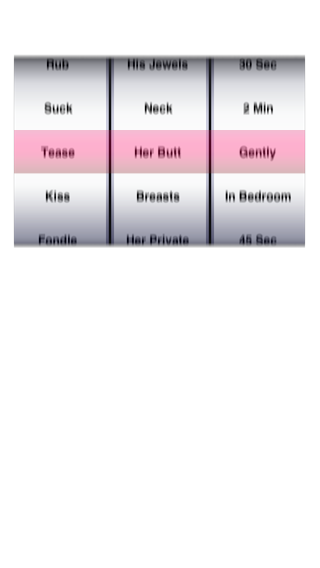 Rub His Jewels 30 Sec
Suck Neck 2 Min
Tease Her Butt Gently
Kiss Breasts In Bedroom
Fondle Her Private 45 Sec